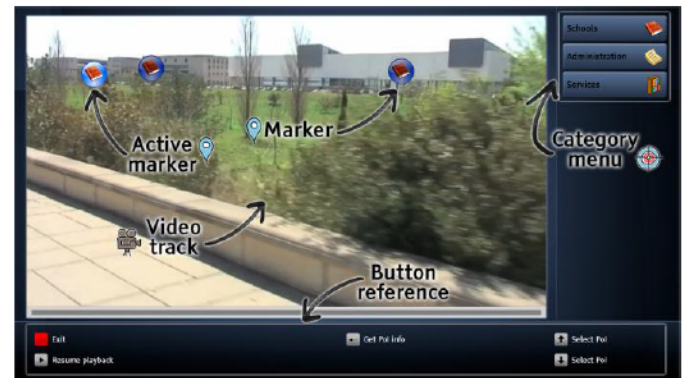 Schools
Administration
Services
Active
marker
Marker
Category
menu
Video
track
Button
reference
Exit
Get PoI info
Select PoI
Resume playback
Select PoI